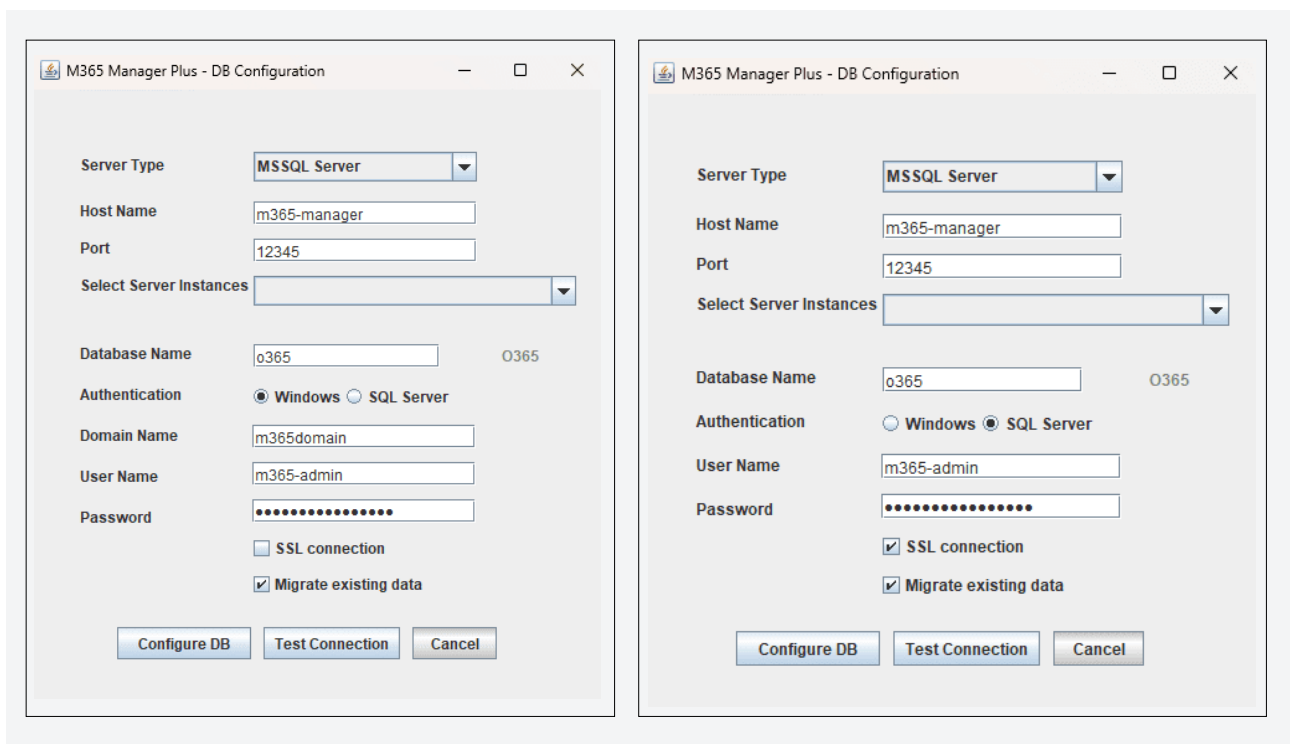 M365 Manager Plus - DB Configuration
Server Type MSSQL Server
Host Name m365-manager
Port 12345
Select Server Instances
Database Name o365 O365
Authentication Windows SQL Server
Domain Name m365domain
User Name m365-admin
Password ••••••••••••••••
SSL connection
Migrate existing data
Configure DB Test Connection Cancel
M365 Manager Plus - DB Configuration
Server Type MSSQL Server
Host Name m365-manager
Port 12345
Select Server Instances
Database Name o365 O365
Authentication Windows SQL Server
User Name m365-admin
Password ••••••••••••••••
SSL connection
Migrate existing data
Configure DB Test Connection Cancel